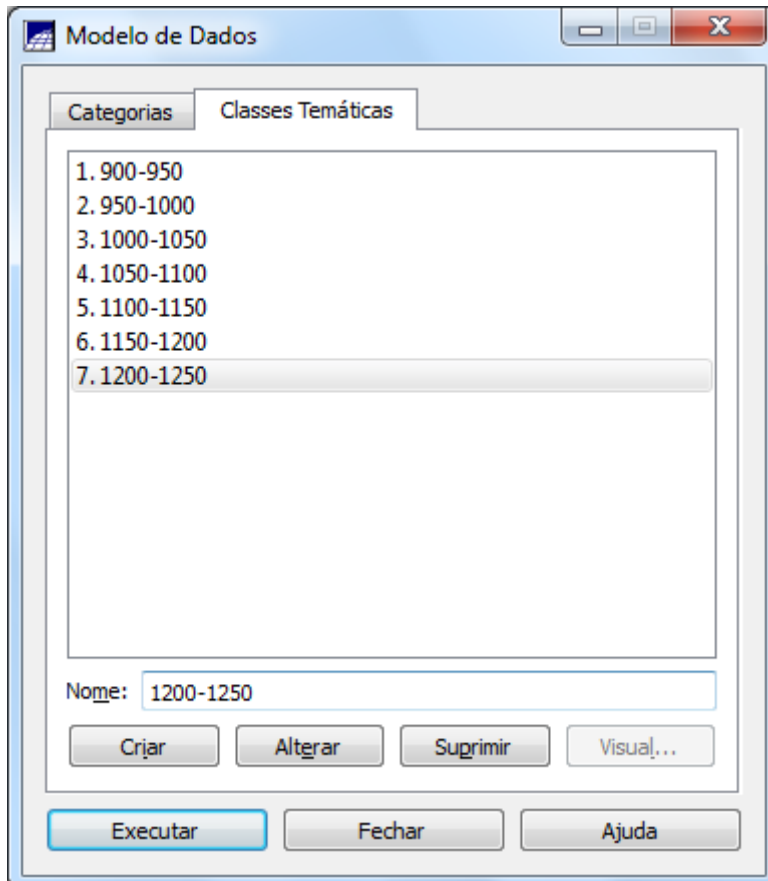 Modelo de Dados
Categorias Classes Temáticas
1. 900-950
2. 950-1000
3. 1000-1050
4. 1050-1100
5. 1100-1150
6. 1150-1200
7. 1200-1250
Nome: 1200-1250
Criar Alterar Suprimir Visual...
Executar Fechar Ajuda